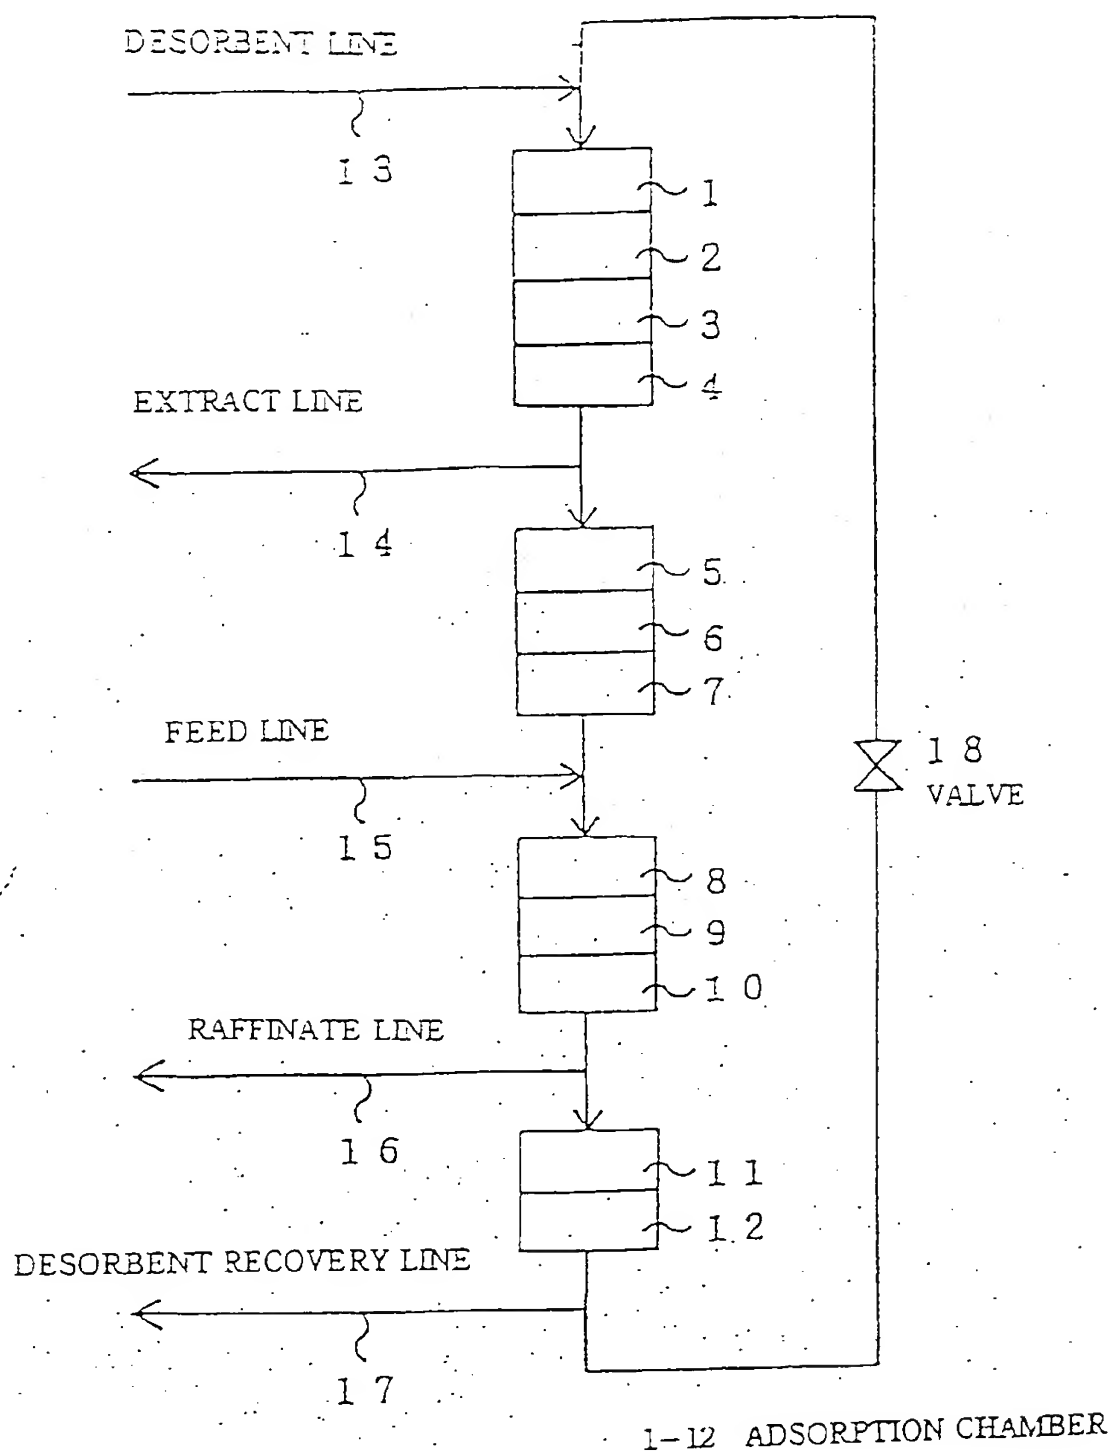 DESORBENT LINE
13
1
2
3
4
EXTRACT LINE
14
5
6
7
FEED LINE
15
18
VALVE
8
9
10
RAFFINATE LINE
16
11
12
DESORBENT RECOVERY LINE
17
1-12 ADSORPTION CHAMBER